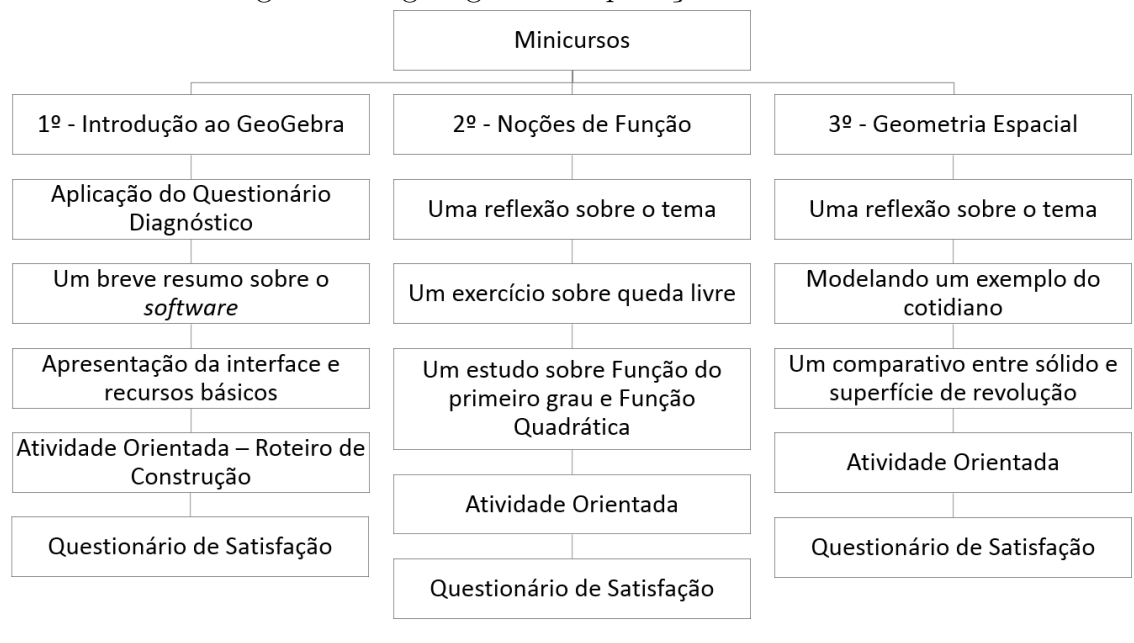 Minicursos
1º - Introdução ao GeoGebra
Aplicação do Questionário
Diagnóstico
Um breve resumo sobre o
software
Apresentação da interface e
recursos básicos
Atividade Orientada – Roteiro de
Construção
Questionário de Satisfação
2º - Noções de Função
Uma reflexão sobre o tema
Um exercício sobre queda livre
Um estudo sobre Função do
primeiro grau e Função
Quadrática
Atividade Orientada
Questionário de Satisfação
3º - Geometria Espacial
Uma reflexão sobre o tema
Modelando um exemplo do
cotidiano
Um comparativo entre sólido e
superfície de revolução
Atividade Orientada
Questionário de Satisfação